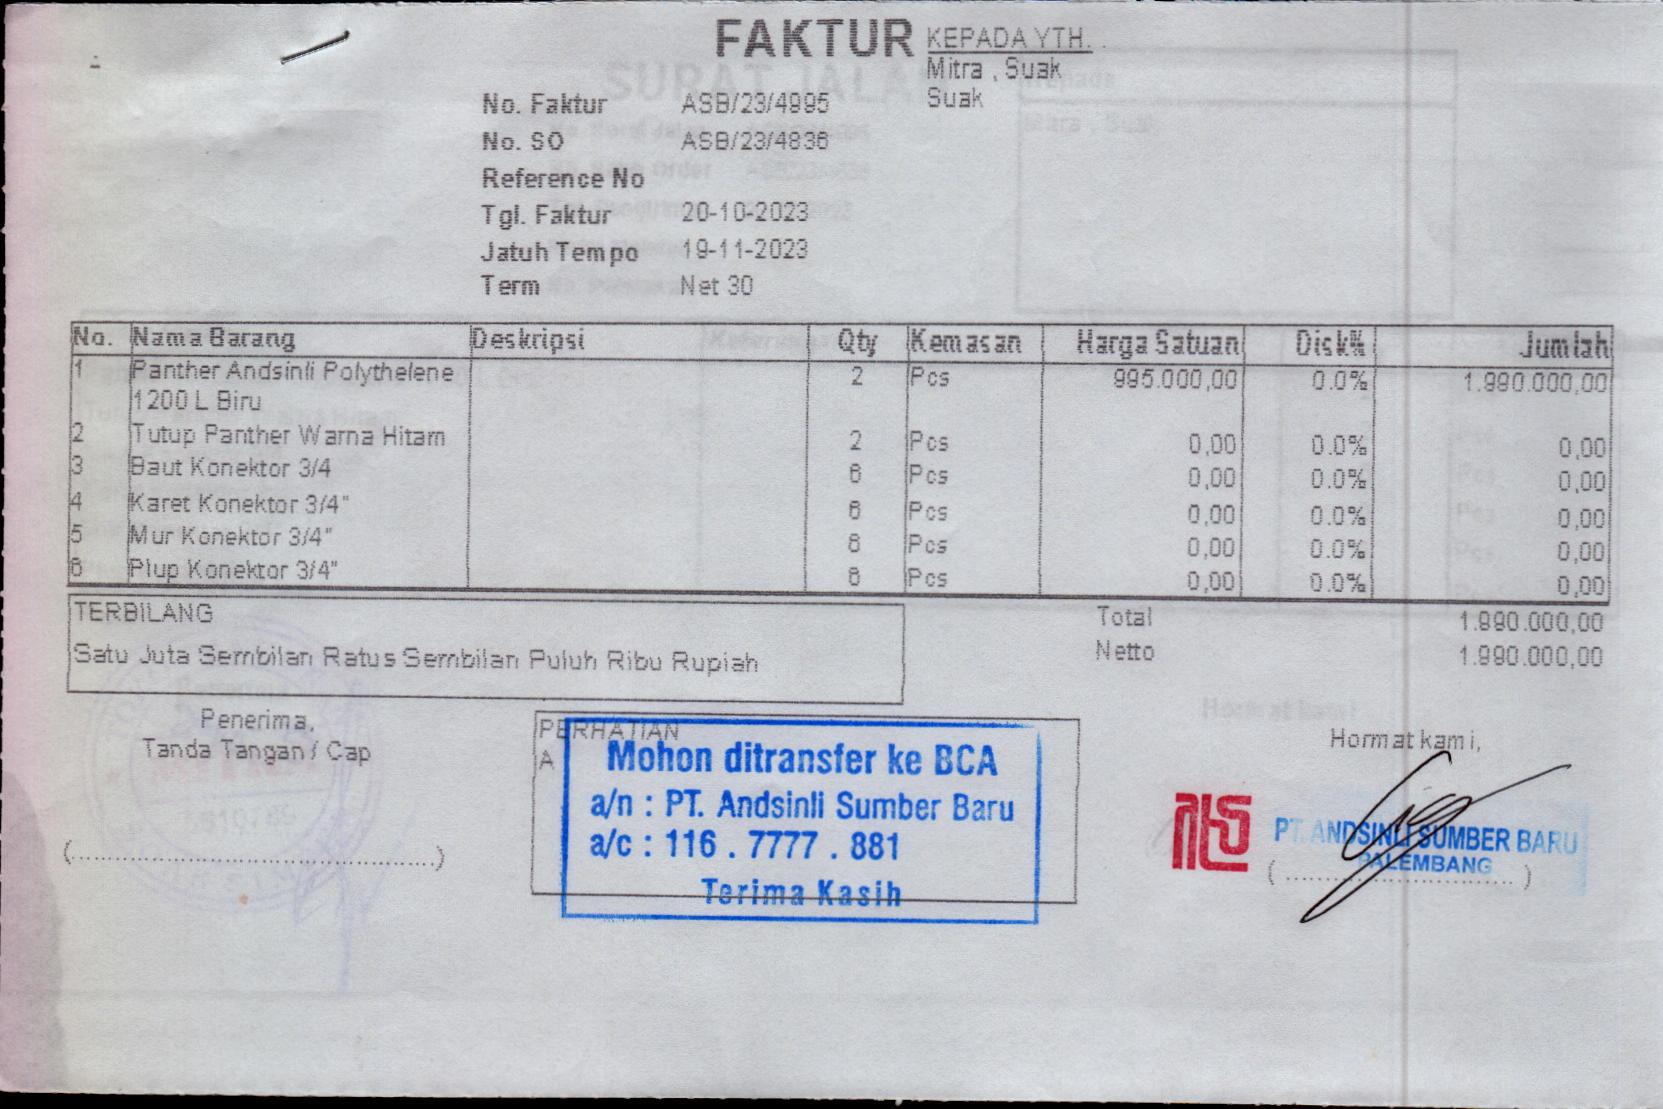 FAKTUR
KEPADA YTH.
Mitra , Suak
Suak
No. Faktur ASB/23/4995
No. SO ASB/23/4836
Reference No
Tgl. Faktur 20-10-2023
Jatuh Tempo 19-11-2023
Term Net 30
No. Nama Barang Deskripsi Qty Kemasan Harga Satuan Disk% Jumlah
1 Panther Andsinli Polythelene 2 Pcs 995.000,00 0.0% 1.990.000,00
1200 L Biru
2 Tutup Panther Warna Hitam 2 Pcs 0,00 0.0% 0,00
3 Baut Konektor 3/4 6 Pcs 0,00 0.0% 0,00
4 Karet Konektor 3/4" 6 Pcs 0,00 0.0% 0,00
5 Mur Konektor 3/4" 6 Pcs 0,00 0.0% 0,00
6 Plup Konektor 3/4" 6 Pcs 0,00 0.0% 0,00
TERBILANG
Satu Juta Sembilan Ratus Sembilan Puluh Ribu Rupiah
Total 1.990.000,00
Netto 1.990.000,00
Penerima,
Tanda Tangan / Cap
(......................................................)
PERHATIAN
A
Mohon ditransfer ke BCA
a/n : PT. Andsinli Sumber Baru
a/c : 116 . 7777 . 881
Terima Kasih
Hormat kami,
PT. ANDSINLI SUMBER BARU
PALEMBANG
( .................................. )
SURAT JALAN